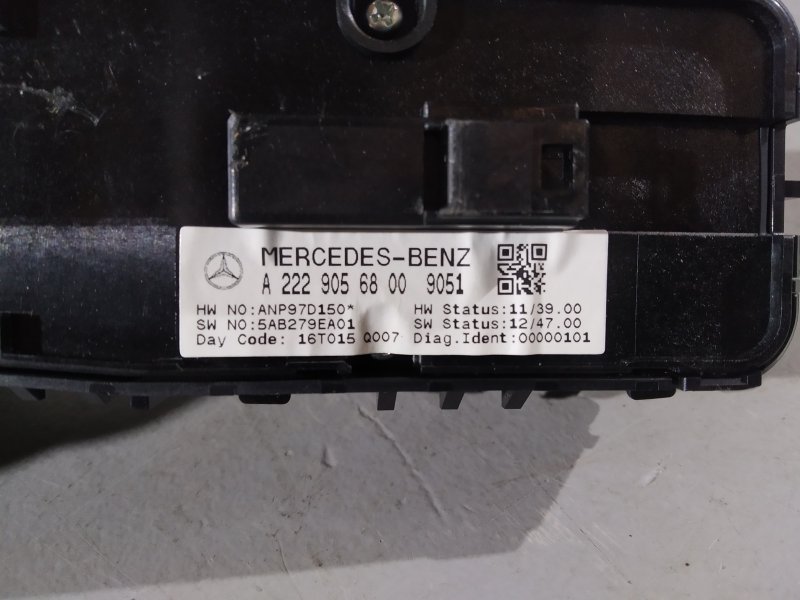 MERCEDES-BENZ
A 222 905 68 00 9051
HW NO:ANP97D150* HW Status:11/39.00
SW NO:5AB279EA01 SW Status:12/47.00
Day Code: 16T015 Q007 Diag.Ident:00000101